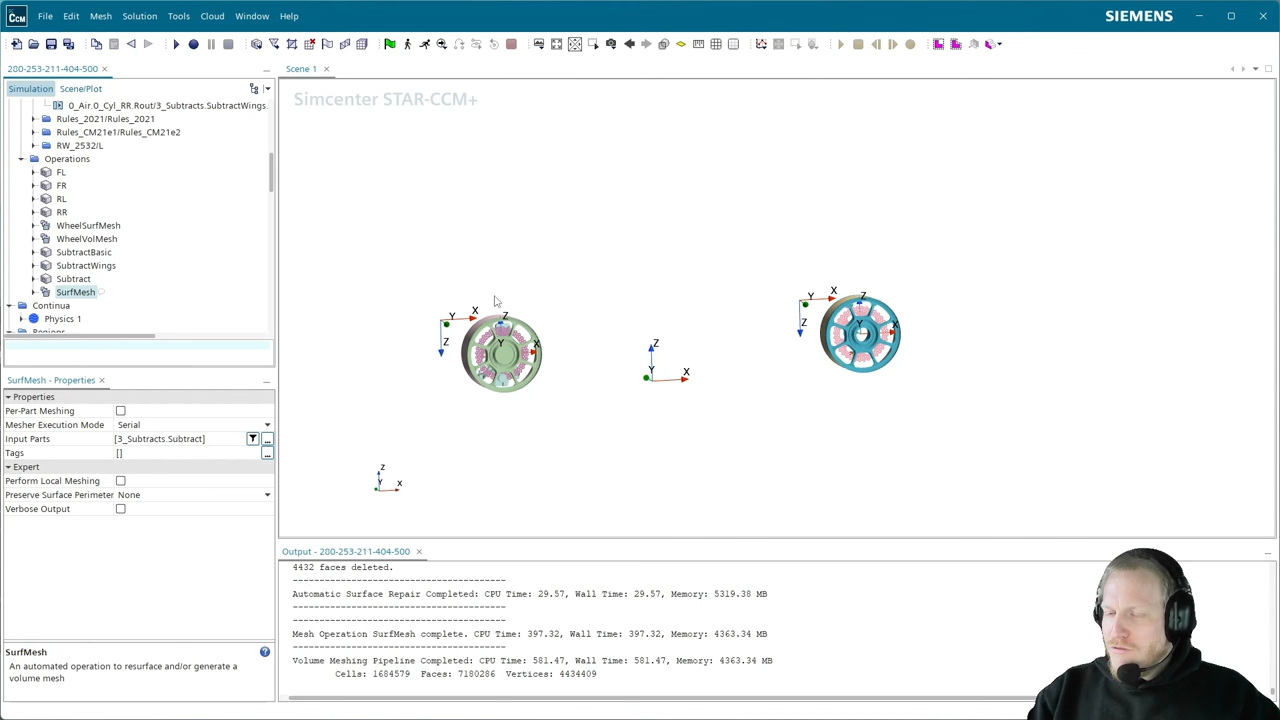 CCM File Edit Mesh Solution Tools Cloud Window Help SIEMENS
280-253-211-404-500
Scene 1
Simulation Scene/Plot
Simcenter STAR-CCM+
0_Air.0_Cyl_RR.Rout/3_Subtracts.SubtractWings.
Rules_2021/Rules_2021
Rules_CM21e1/Rules_CM21e2
RW_2532/L
Operations
FL
FR
RL
RR
WheelSurfMesh
WheelVolMesh
SubtractBasic
SubtractWings
Subtract
SurfMesh
Continua
Physics 1
Regions
Y X
Z
Z
Y X
Z
Y
X
Y X
Z
Z
Y X
Z
Y X
SurfMesh - Properties
Properties
Per-Part Meshing
Mesher Execution Mode Serial
Input Parts [3_Subtracts.Subtract] ...
Tags [] ...
Expert
Perform Local Meshing
Preserve Surface Perimeter None
Verbose Output
SurfMesh ?
An automated operation to resurface and/or generate a
volume mesh
Output - 280-253-211-404-500
4432 faces deleted.
----------------------------------------
Automatic Surface Repair Completed: CPU Time: 29.57, Wall Time: 29.57, Memory: 5319.38 MB
----------------------------------------
----------------------------------------
Mesh Operation SurfMesh complete. CPU Time: 397.32, Wall Time: 397.32, Memory: 4363.34 MB
----------------------------------------
Volume Meshing Pipeline Completed: CPU Time: 581.47, Wall Time: 581.47, Memory: 4363.34 MB
Cells: 1684579 Faces: 7180286 Vertices: 4434409